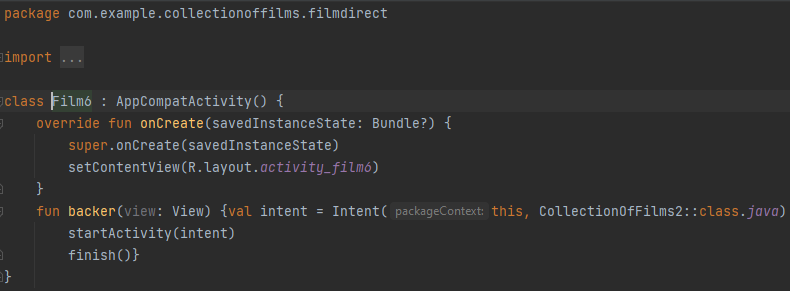 package com.example.collectionoffilms.filmdirect
import ...
class Film6 : AppCompatActivity() {
override fun onCreate(savedInstanceState: Bundle?) {
super.onCreate(savedInstanceState)
setContentView(R.layout.activity_film6)
}
fun backer(view: View) {val intent = Intent( packageContext: this, CollectionOfFilms2::class.java)
startActivity(intent)
finish()}
}